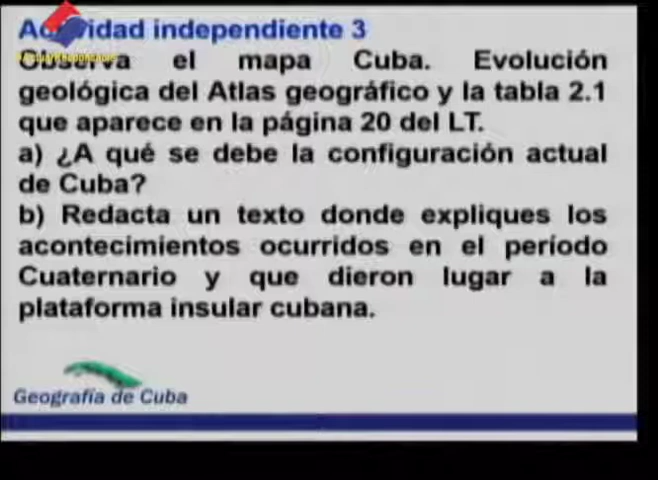 Actividad independiente 3
Observa el mapa Cuba. Evolución
geológica del Atlas geográfico y la tabla 2.1
que aparece en la página 20 del LT.
a) ¿A qué se debe la configuración actual
de Cuba?
b) Redacta un texto donde expliques los
acontecimientos ocurridos en el período
Cuaternario y que dieron lugar a la
plataforma insular cubana.
Geografía de Cuba